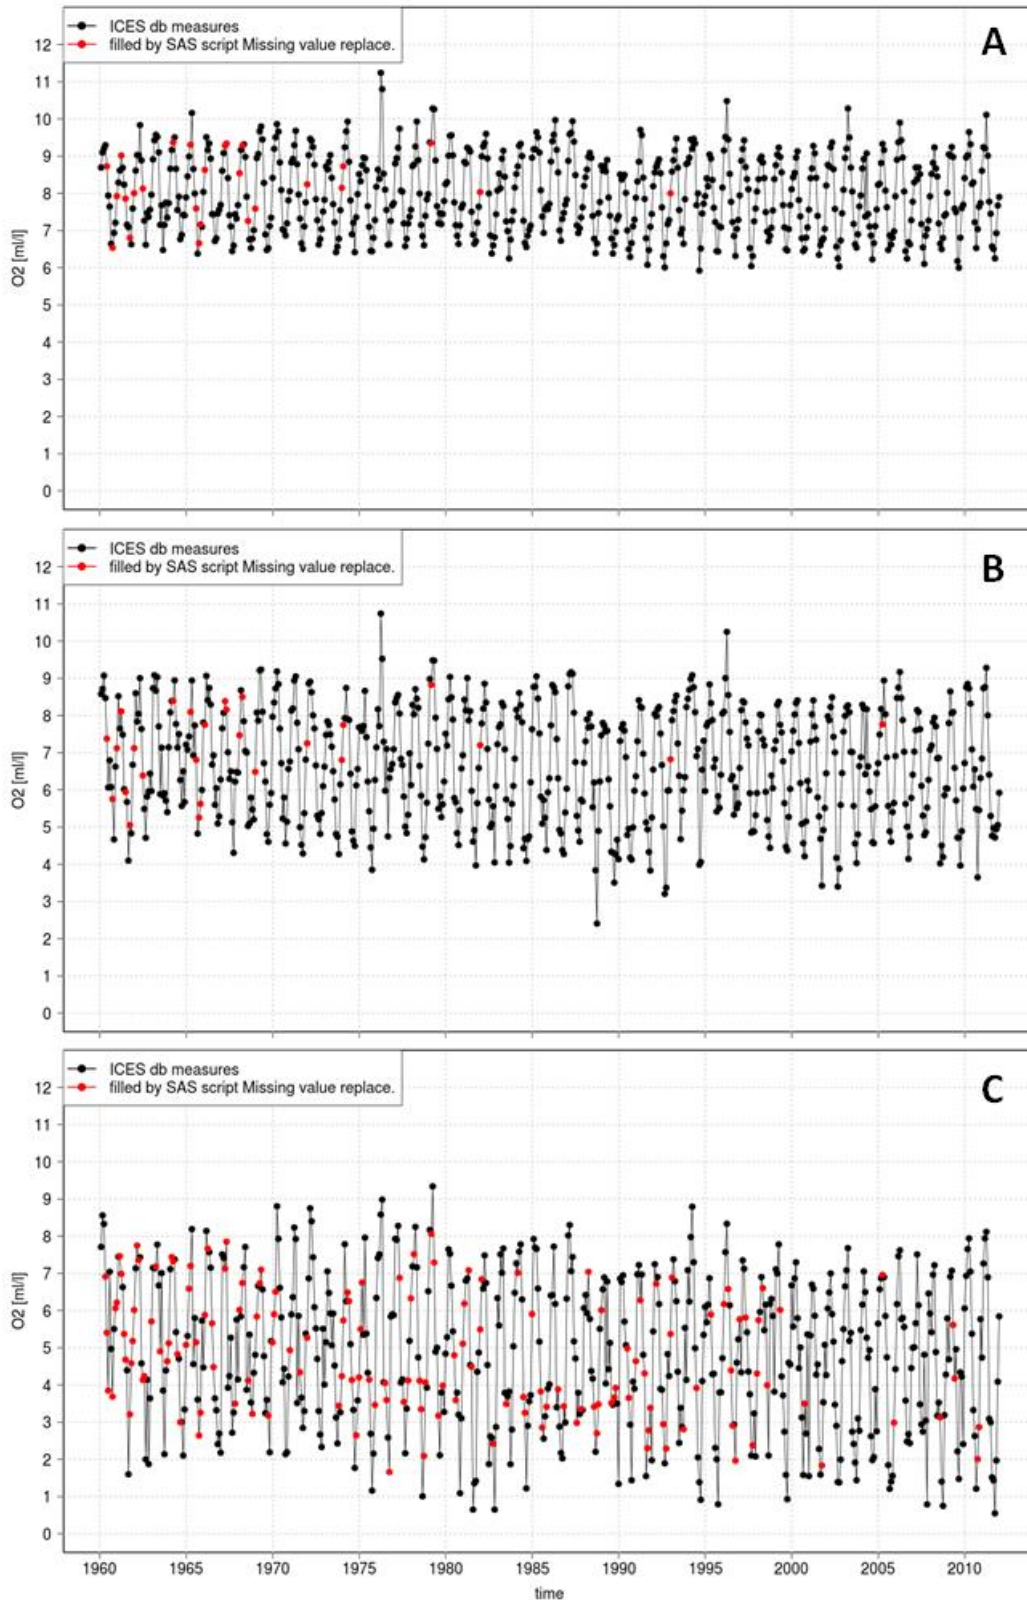 ICES db measures
filled by SAS script Missing value replace.
A
12
11
10
9
8
7
6
5
4
3
2
1
0
O2 [ml/l]
ICES db measures
filled by SAS script Missing value replace.
B
12
11
10
9
8
7
6
5
4
3
2
1
0
O2 [ml/l]
ICES db measures
filled by SAS script Missing value replace.
C
12
11
10
9
8
7
6
5
4
3
2
1
0
O2 [ml/l]
1960 1965 1970 1975 1980 1985 1990 1995 2000 2005 2010
time